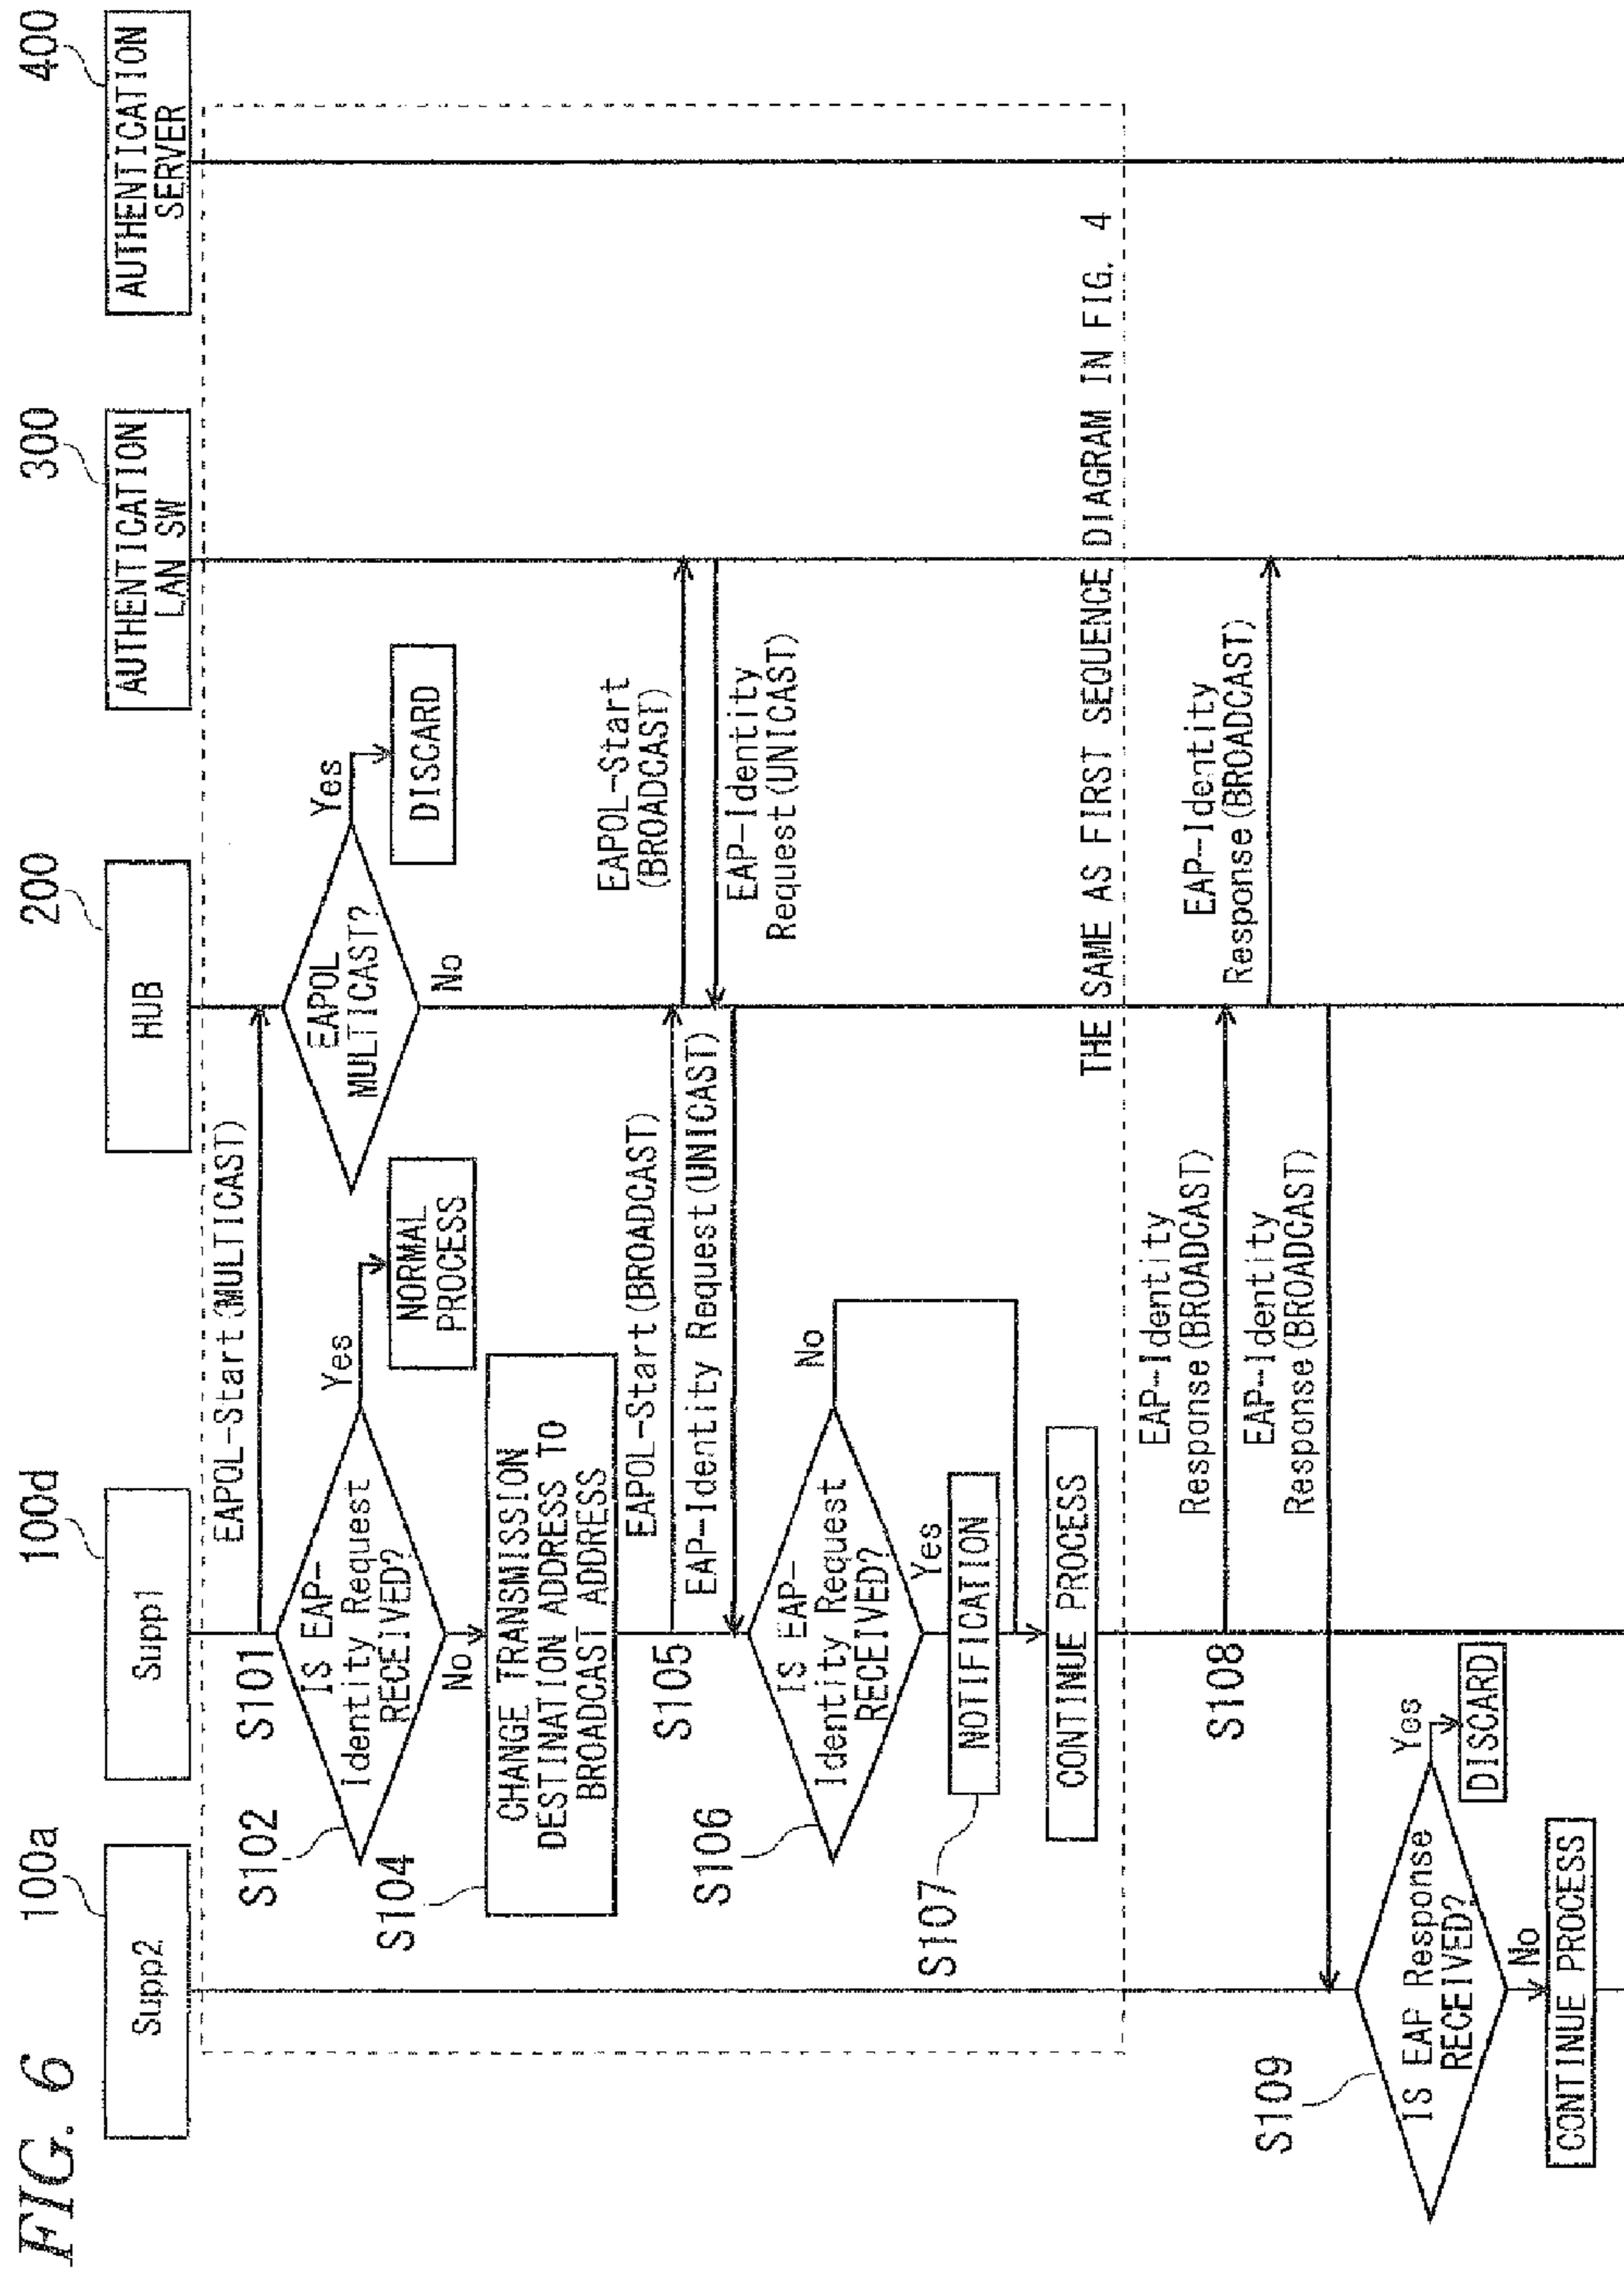 FIG. 6
100a
100d
200
300
400
Supp2
Supp1
HUB
AUTHENTICATION
LAN SW
AUTHENTICATION
SERVER
EAPOL-Start(MULTICAST)
S101
S102
IS EAP-
Identity Request
RECEIVED?
Yes
NORMAL
PROCESS
No
EAPOL
MULTICAST?
Yes
DISCARD
No
S104
CHANGE TRANSMISSION
DESTINATION ADDRESS TO
BROADCAST ADDRESS
EAPOL-Start(BROADCAST)
EAPOL-Start
(BROADCAST)
S105
EAP-Identity Request(UNICAST)
EAP-Identity
Request(UNICAST)
S106
IS EAP-
Identity Request
RECEIVED?
No
Yes
S107
NOTIFICATION
CONTINUE PROCESS
THE SAME AS FIRST SEQUENCE DIAGRAM IN FIG. 4
EAP-Identity
Response(BROADCAST)
S108
EAP-Identity
Response(BROADCAST)
EAP-Identity
Response(BROADCAST)
S109
IS EAP Response
RECEIVED?
Yes
DISCARD
No
CONTINUE PROCESS